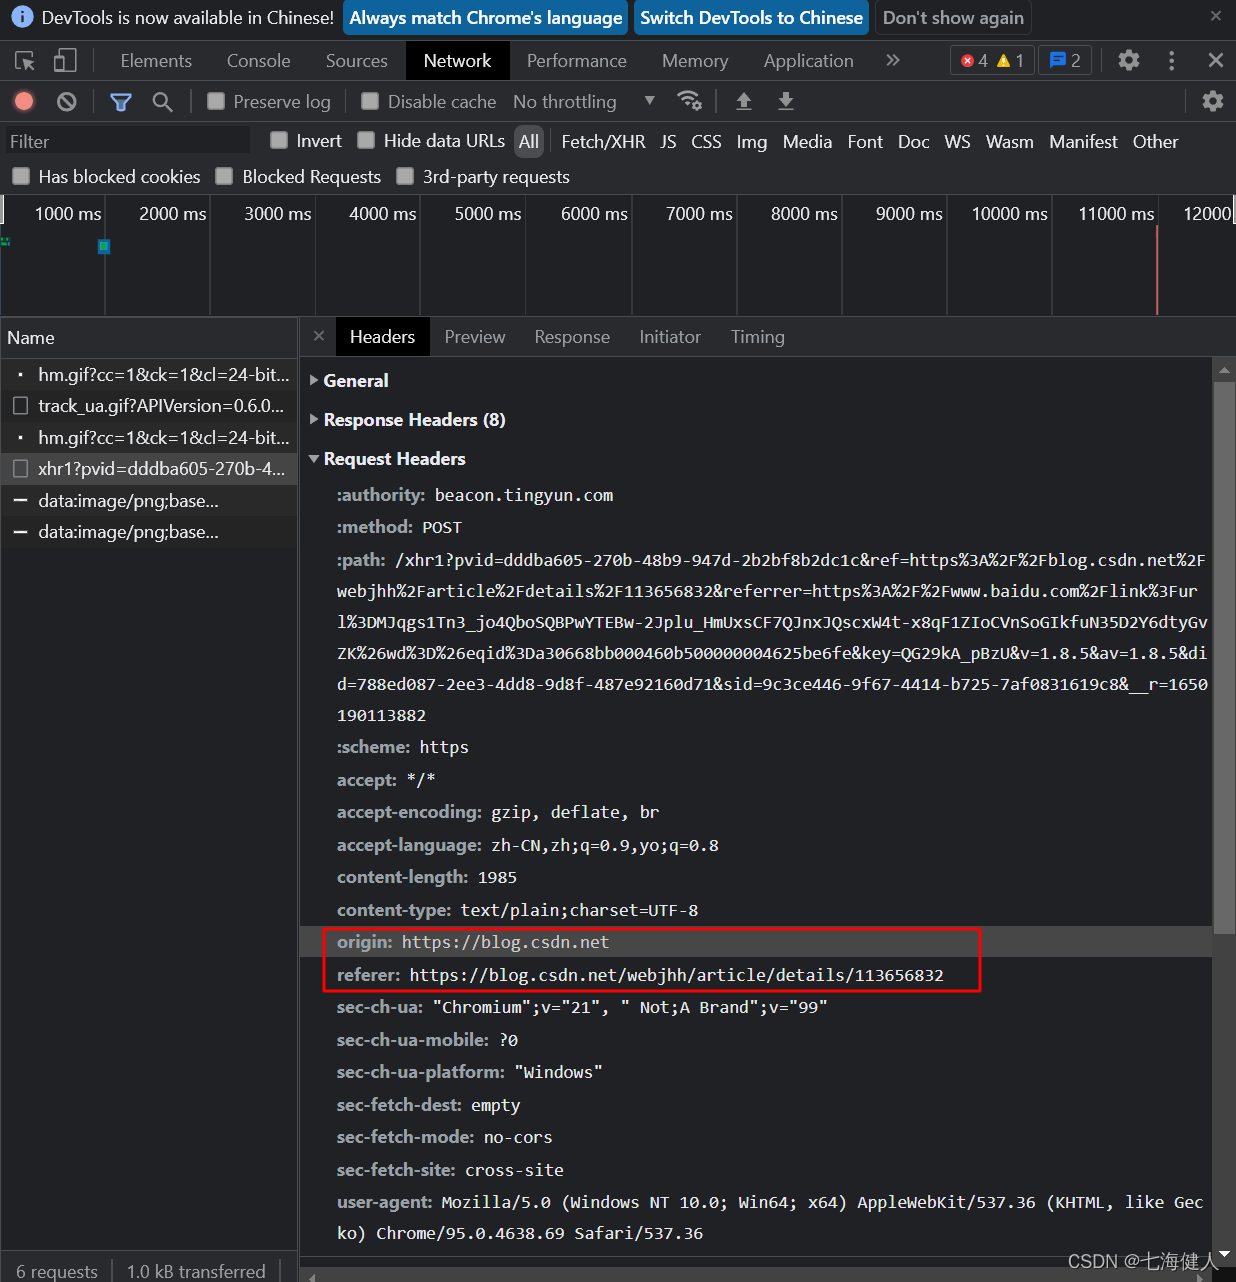 DevTools is now available in Chinese! Always match Chrome's language Switch DevTools to Chinese Don't show again
Elements Console Sources Network Performance Memory Application 4 1 2
Preserve log Disable cache No throttling
Filter Invert Hide data URLs All Fetch/XHR JS CSS Img Media Font Doc WS Wasm Manifest Other
Has blocked cookies Blocked Requests 3rd-party requests
1000 ms 2000 ms 3000 ms 4000 ms 5000 ms 6000 ms 7000 ms 8000 ms 9000 ms 10000 ms 11000 ms 12000
Name
hm.gif?cc=1&ck=1&cl=24-bit...
track_ua.gif?APIVersion=0.6.0...
hm.gif?cc=1&ck=1&cl=24-bit...
xhr1?pvid=dddba605-270b-4...
data:image/png;base...
data:image/png;base...
Headers Preview Response Initiator Timing
General
Response Headers (8)
Request Headers
:authority: beacon.tingyun.com
:method: POST
:path: /xhr1?pvid=dddba605-270b-48b9-947d-2b2bf8b2dc1c&ref=https%3A%2F%2Fblog.csdn.net%2F
webjhh%2Farticle%2Fdetails%2F113656832&referrer=https%3A%2F%2Fwww.baidu.com%2Flink%3Fur
l%3DMJqgs1Tn3_jo4QboSQBPwYTEBw-2Jplu_HmUxsCF7QJnxJQscxW4t-x8qF1ZIoCVnSoGIkfuN35D2Y6dtyGv
ZK%26wd%3D%26eqid%3Da30668bb000460b500000004625be6fe&key=QG29kA_pBzU&v=1.8.5&av=1.8.5&di
d=788ed087-2ee3-4dd8-9d8f-487e92160d71&sid=9c3ce446-9f67-4414-b725-7af0831619c8&__r=1650
190113882
:scheme: https
accept: */*
accept-encoding: gzip, deflate, br
accept-language: zh-CN,zh;q=0.9,yo;q=0.8
content-length: 1985
content-type: text/plain;charset=UTF-8
origin: https://blog.csdn.net
referer: https://blog.csdn.net/webjhh/article/details/113656832
sec-ch-ua: "Chromium";v="21", " Not;A Brand";v="99"
sec-ch-ua-mobile: ?0
sec-ch-ua-platform: "Windows"
sec-fetch-dest: empty
sec-fetch-mode: no-cors
sec-fetch-site: cross-site
user-agent: Mozilla/5.0 (Windows NT 10.0; Win64; x64) AppleWebKit/537.36 (KHTML, like Gec
ko) Chrome/95.0.4638.69 Safari/537.36
6 requests 1.0 kB transferred
CSDN @七海健人